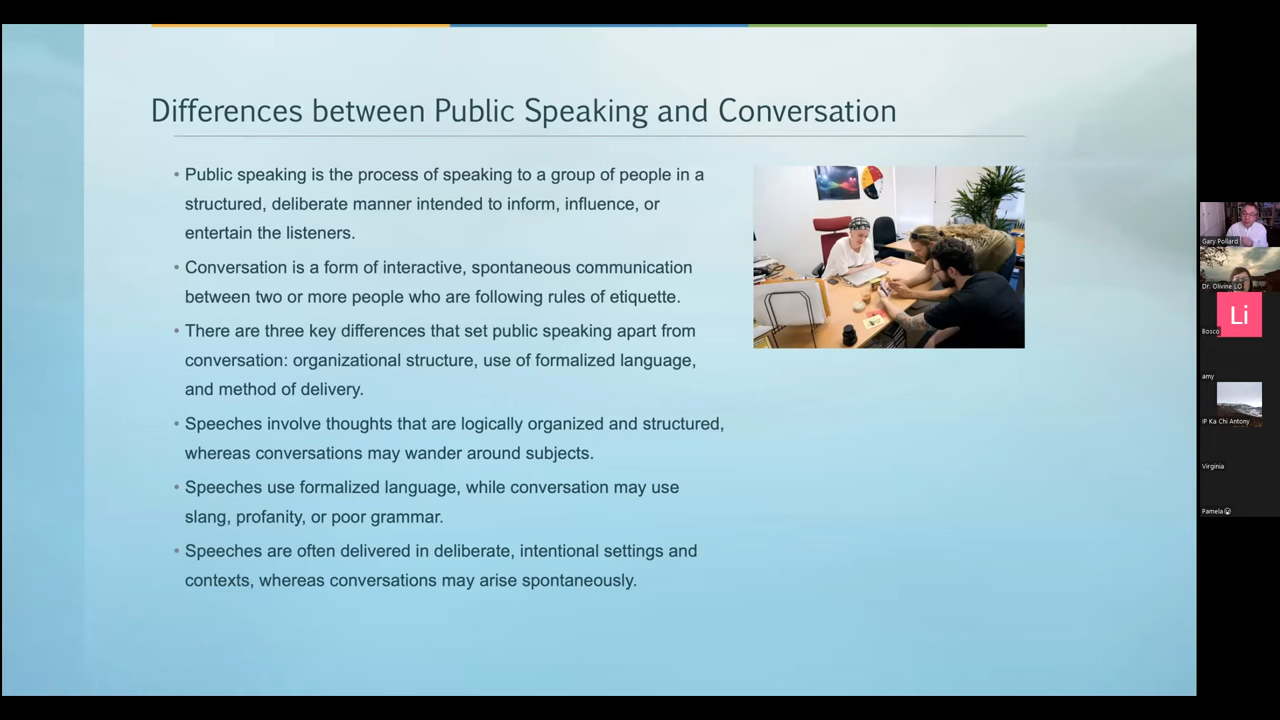 Differences between Public Speaking and Conversation
• Public speaking is the process of speaking to a group of people in a
structured, deliberate manner intended to inform, influence, or
entertain the listeners.
• Conversation is a form of interactive, spontaneous communication
between two or more people who are following rules of etiquette.
• There are three key differences that set public speaking apart from
conversation: organizational structure, use of formalized language,
and method of delivery.
• Speeches involve thoughts that are logically organized and structured,
whereas conversations may wander around subjects.
• Speeches use formalized language, while conversation may use
slang, profanity, or poor grammar.
• Speeches are often delivered in deliberate, intentional settings and
contexts, whereas conversations may arise spontaneously.
Gary Pollard
Dr. Olivine LO
Li
Bosco
amy
IP Ka Chi Antony
Virginia
Pamela